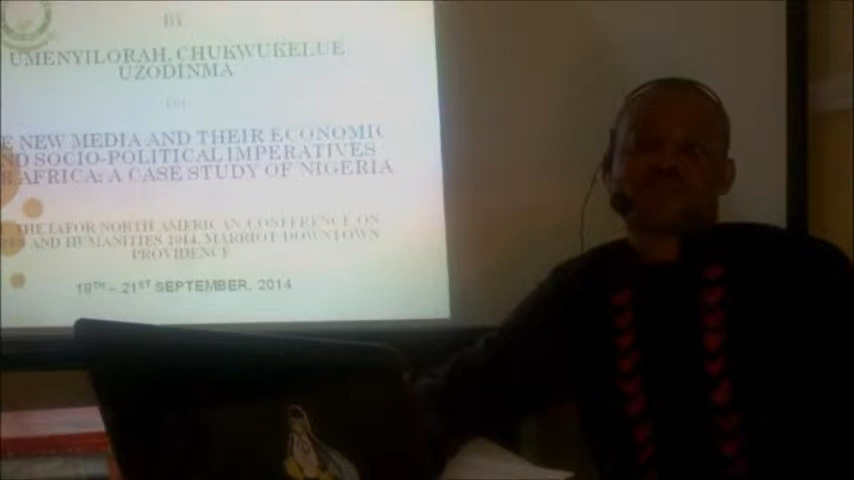 BY
UMENYILORAH, CHUKWUKELUE
UZODINMA
ON
E NEW MEDIA AND THEIR ECONOMIC
ND SOCIO-POLITICAL IMPERATIVES
R AFRICA: A CASE STUDY OF NIGERIA
THE IAFOR NORTH AMERICAN CONFERENCE ON
AND HUMANITIES 2014, MARRIOT DOWNTOWN
PROVIDENCE
18TH – 21ST SEPTEMBER, 2014